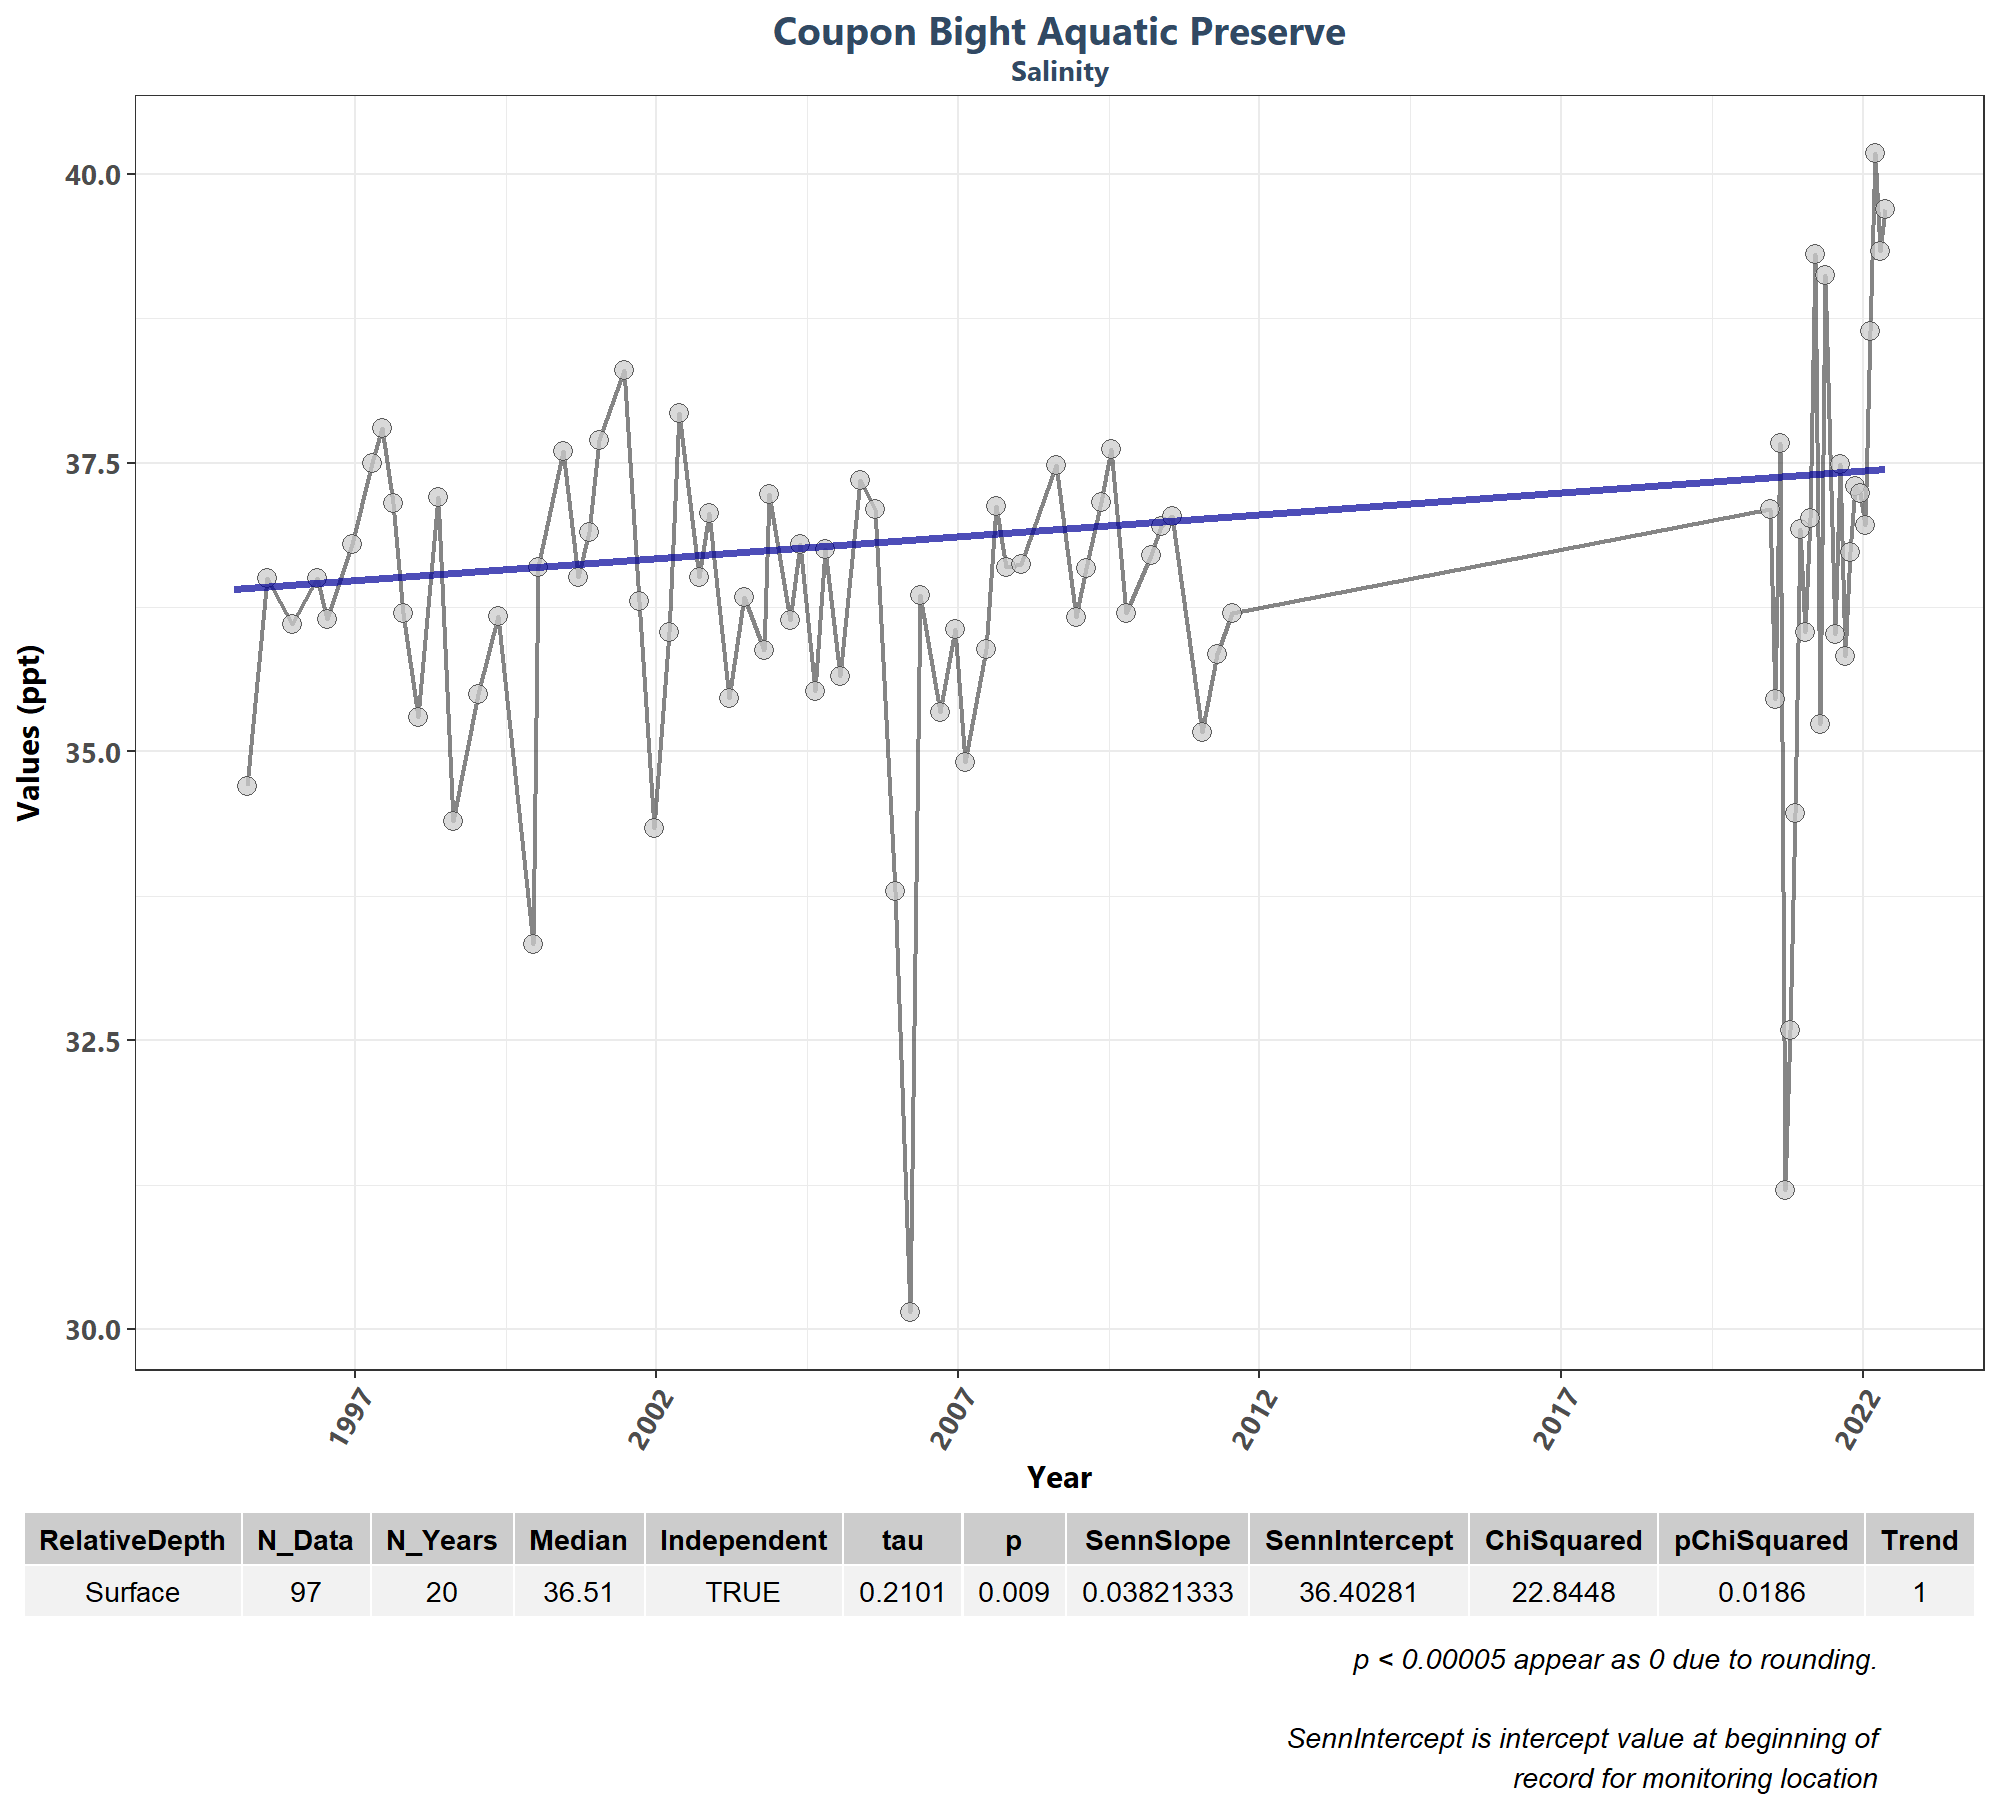 Coupon Bight Aquatic Preserve
Salinity
40.0
37.5
35.0
32.5
30.0
Values (ppt)
1997
2002
2007
2012
2017
2022
Year
RelativeDepth N_Data N_Years Median Independent tau p SennSlope SennIntercept ChiSquared pChiSquared Trend
Surface 97 20 36.51 TRUE 0.2101 0.009 0.03821333 36.40281 22.8448 0.0186 1
p < 0.00005 appear as 0 due to rounding.
SennIntercept is intercept value at beginning of
record for monitoring location